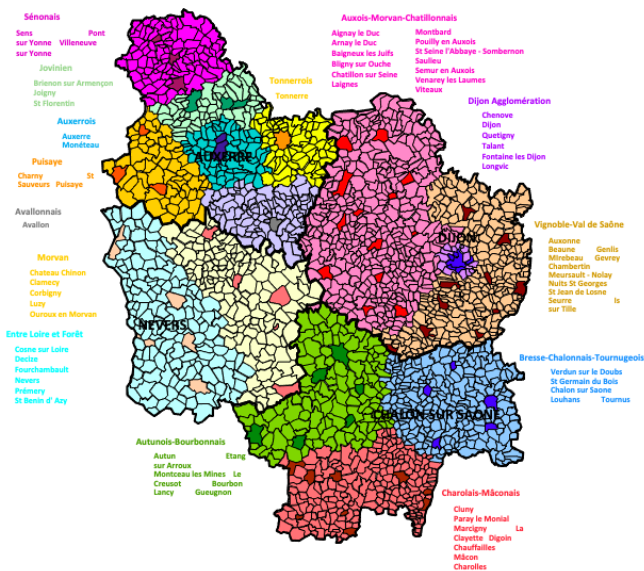 Sénonais
Sens Pont
sur Yonne Villeneuve
sur Yonne
Jovinien
Brienon sur Armençon
Joigny
St Florentin
Auxerrois
Auxerre
Monéteau
Puisaye
Charny St
Sauveurs Puisaye
Avallonnais
Avallon
Morvan
Chateau Chinon
Clamecy
Corbigny
Luzy
Ouroux en Morvan
Entre Loire et Forêt
Cosne sur Loire
Decize
Fourchambault
Nevers
Prémery
St Benin d' Azy
Tonnerrois
Tonnerre
Auxois-Morvan-Chatillonnais
Aignay le Duc
Arnay le Duc
Baigneux les Juifs
Bligny sur Ouche
Chatillon sur Seine
Laignes
Montbard
Pouilly en Auxois
St Seine l'Abbaye - Sombernon
Saulieu
Semur en Auxois
Venarey les Laumes
Viteaux
Dijon Agglomération
Chenove
Dijon
Quetigny
Talant
Fontaine les Dijon
Longvic
Vignoble-Val de Saône
Auxonne
Beaune Genlis
Mirebeau Gevrey
Chambertin
Meursault - Nolay
Nuits St Georges
St Jean de Losne
Seurre Is
sur Tille
Bresse-Chalonnais-Tournugeois
Verdun sur le Doubs
St Germain du Bois
Chalon sur Saone
Louhans Tournus
Autunois-Bourbonnais
Autun Etang
sur Arroux
Montceau les Mines Le
Creusot Bourbon
Lancy Gueugnon
Charolais-Mâconais
Cluny
Paray le Monial
Marcigny La
Clayette Digoin
Chauffailles
Mâcon
Charolles
AUXERRE
DIJON
NEVERS
CHALON SUR SAONE